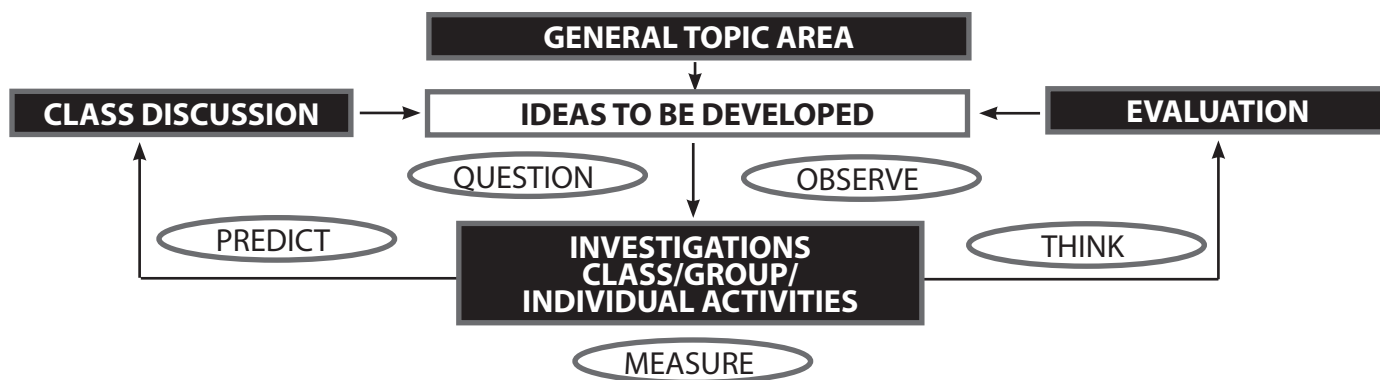 GENERAL TOPIC AREA
CLASS DISCUSSION
IDEAS TO BE DEVELOPED
EVALUATION
QUESTION
OBSERVE
PREDICT
INVESTIGATIONS
CLASS/GROUP/
INDIVIDUAL ACTIVITIES
THINK
MEASURE